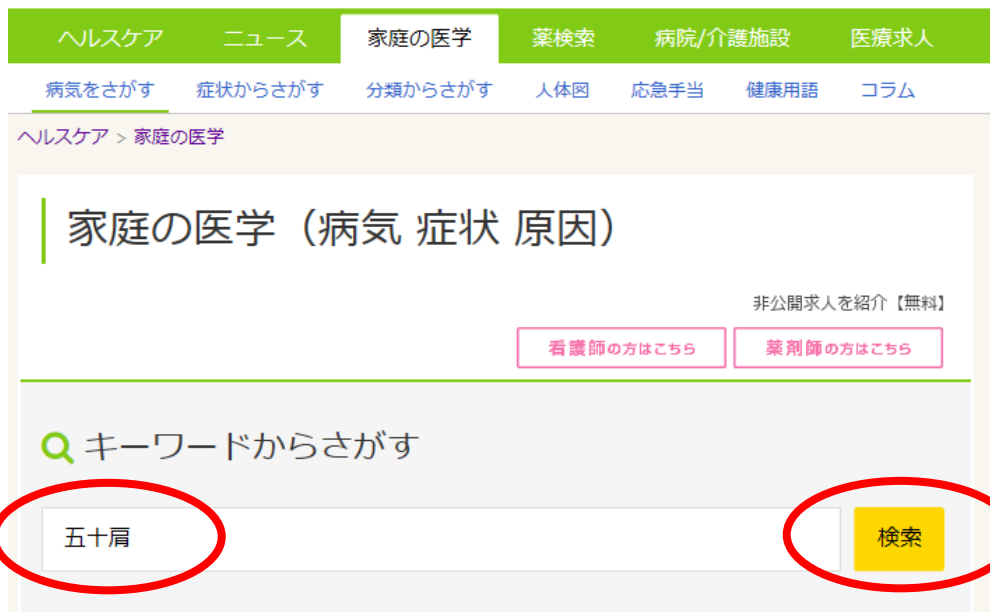 ヘルスケア ニュース 家庭の医学 薬検索 病院/介護施設 医療求人
病気をさがす 症状からさがす 分類からさがす 人体図 応急手当 健康用語 コラム
ヘルスケア > 家庭の医学
家庭の医学（病気 症状 原因）
非公開求人を紹介【無料】
看護師の方はこちら 薬剤師の方はこちら
キーワードからさがす
五十肩 検索